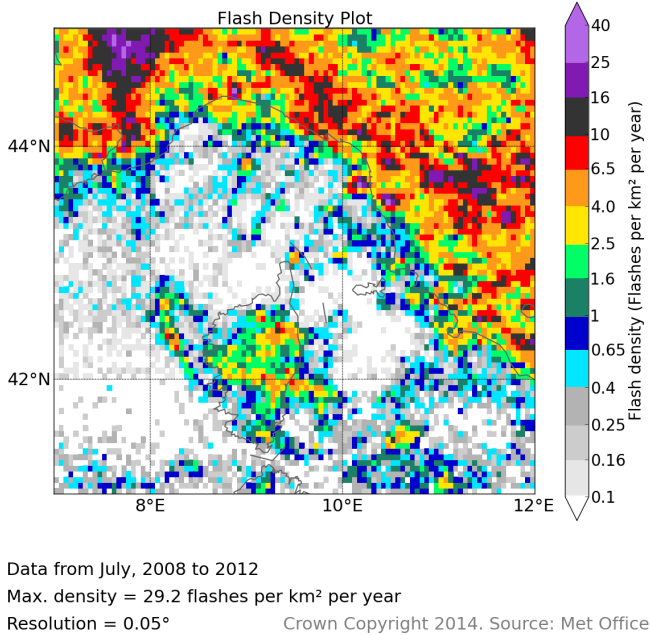 Flash Density Plot
44°N
42°N
8°E
10°E
12°E
40
25
16
10
6.5
4.0
2.5
1.6
1
0.65
0.4
0.25
0.16
0.1
Flash density (Flashes per km² per year)
Data from July, 2008 to 2012
Max. density = 29.2 flashes per km² per year
Resolution = 0.05°
Crown Copyright 2014. Source: Met Office